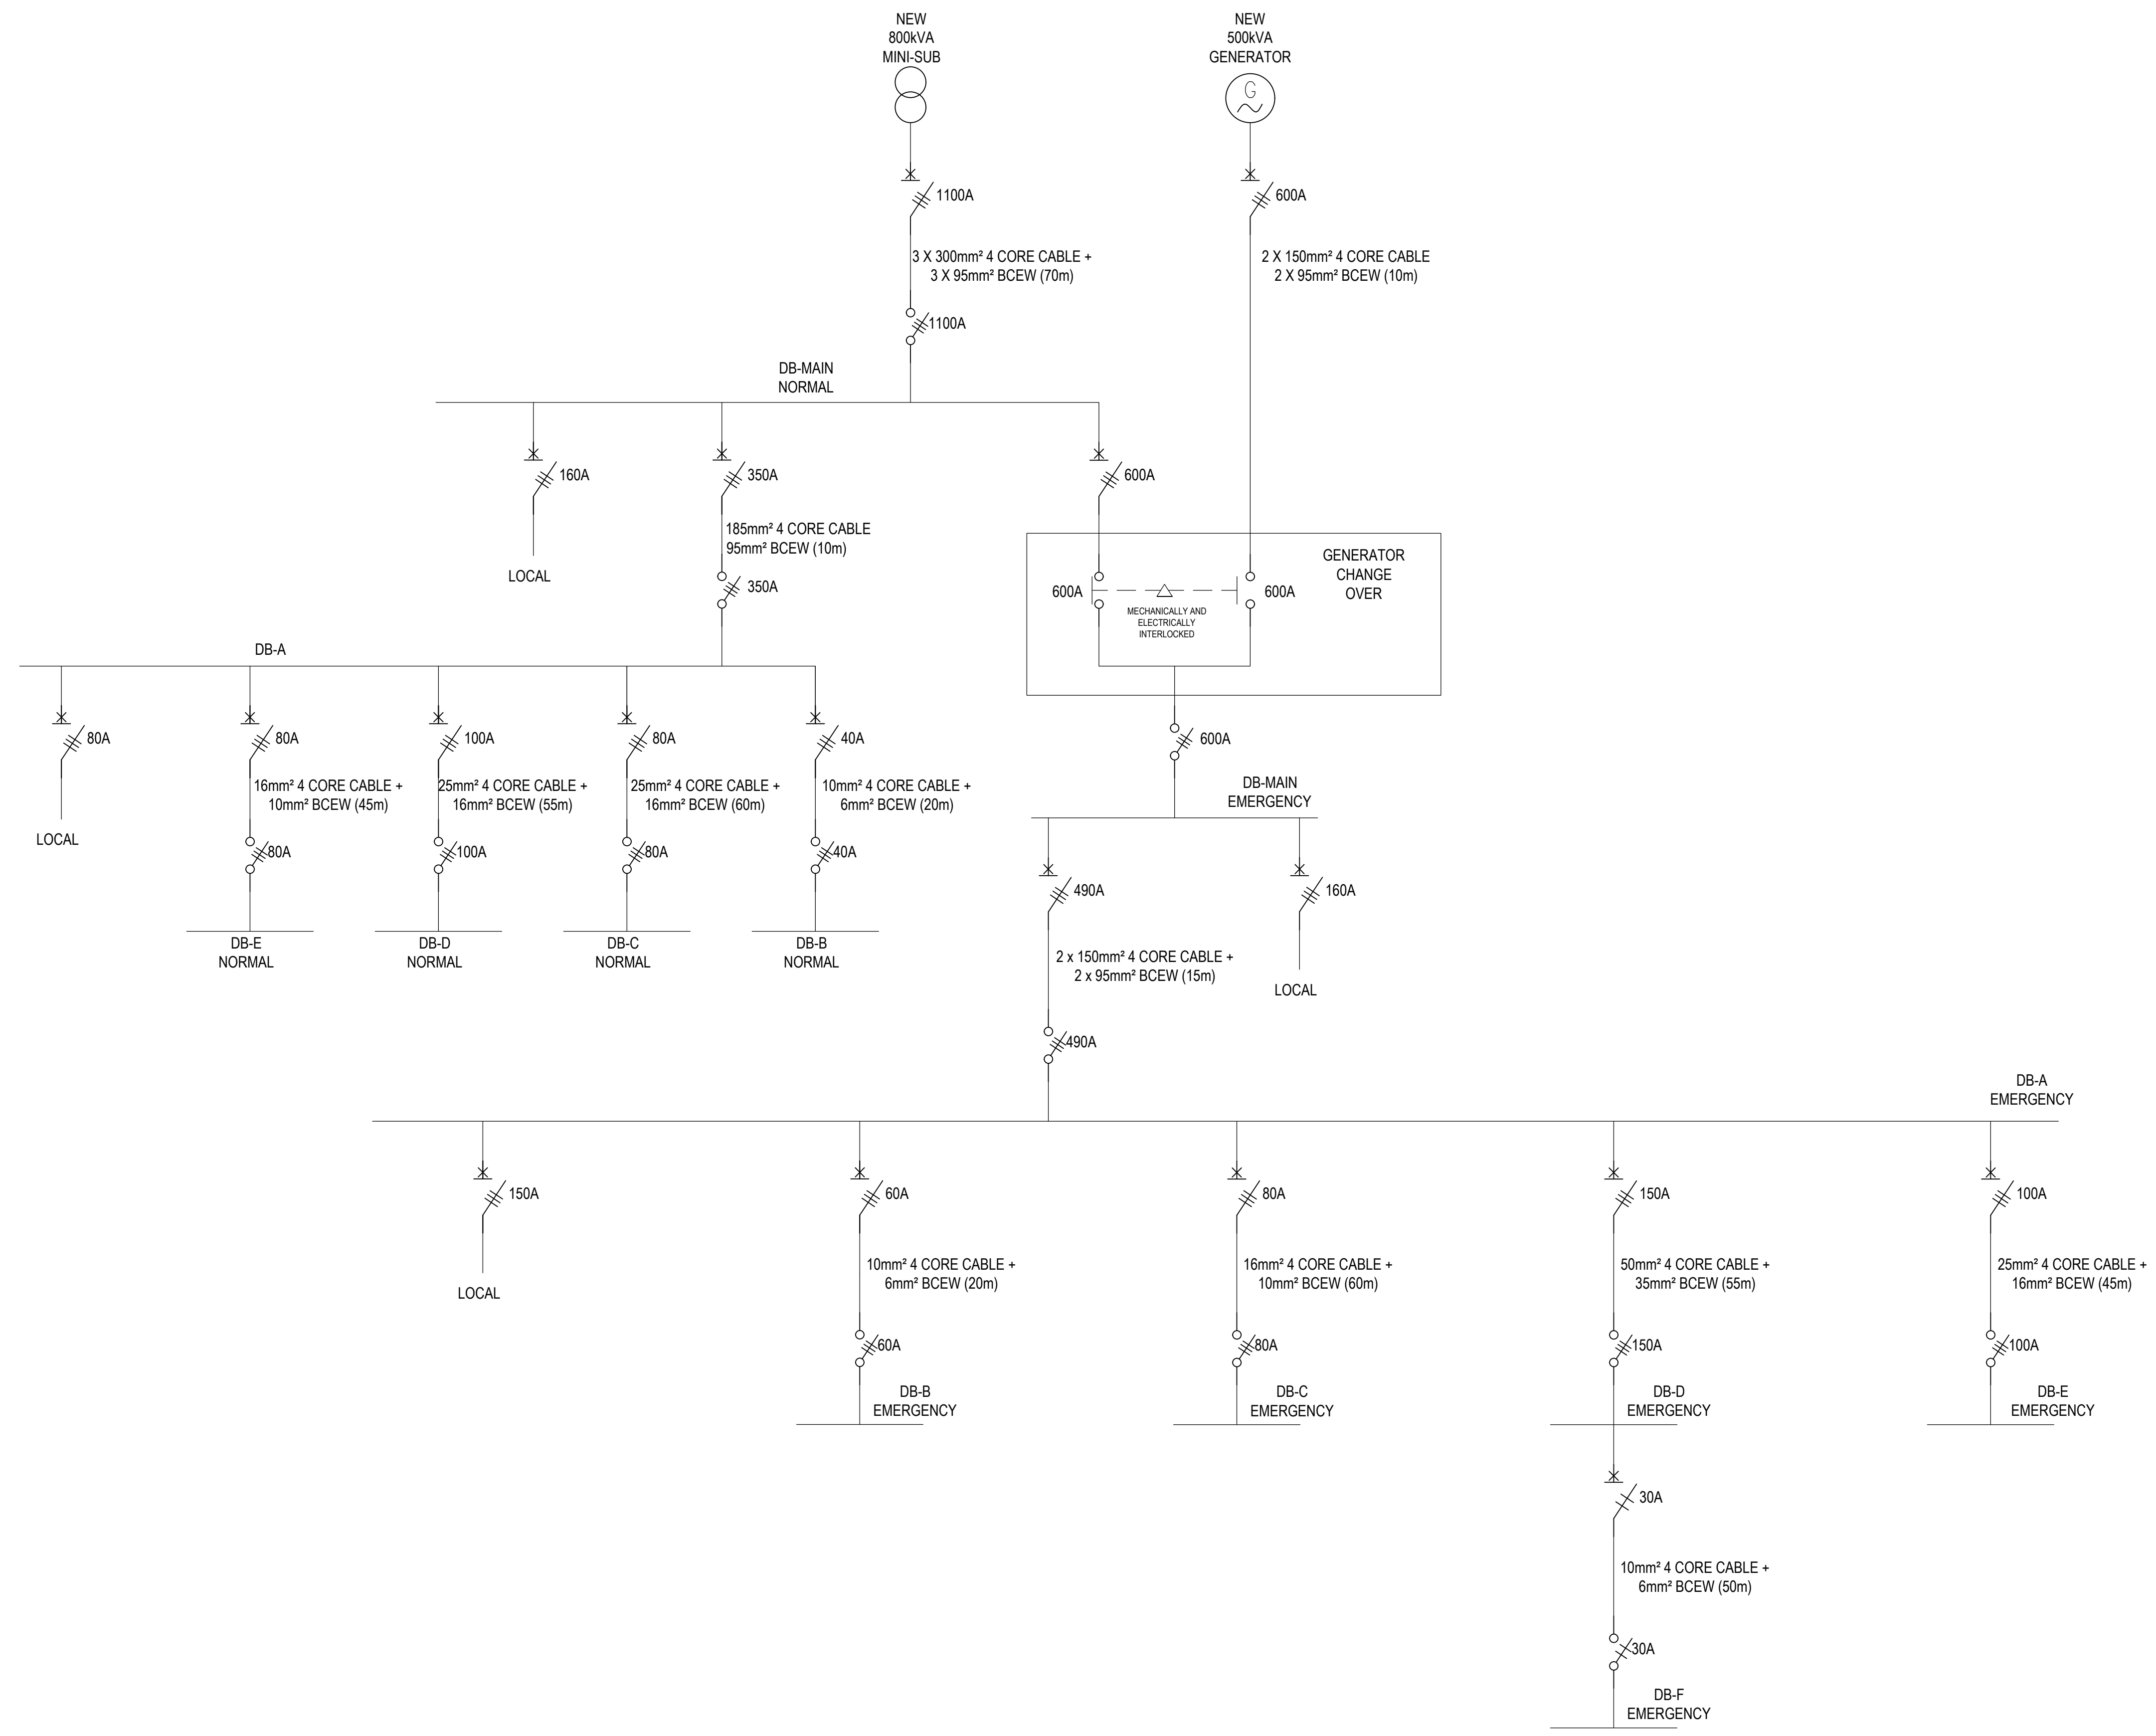 NEW
800kVA
MINI-SUB
NEW
500kVA
GENERATOR
G
1100A
600A
3 X 300mm² 4 CORE CABLE +
3 X 95mm² BCEW (70m)
2 X 150mm² 4 CORE CABLE
2 X 95mm² BCEW (10m)
1100A
DB-MAIN
NORMAL
160A
350A
600A
185mm² 4 CORE CABLE
95mm² BCEW (10m)
LOCAL
350A
GENERATOR
CHANGE
OVER
600A
600A
MECHANICALLY AND
ELECTRICALLY
INTERLOCKED
DB-A
80A
80A
100A
80A
40A
600A
16mm² 4 CORE CABLE +
10mm² BCEW (45m)
25mm² 4 CORE CABLE +
16mm² BCEW (55m)
25mm² 4 CORE CABLE +
16mm² BCEW (60m)
10mm² 4 CORE CABLE +
6mm² BCEW (20m)
DB-MAIN
EMERGENCY
LOCAL
80A
100A
80A
40A
490A
160A
DB-E
NORMAL
DB-D
NORMAL
DB-C
NORMAL
DB-B
NORMAL
2 x 150mm² 4 CORE CABLE +
2 x 95mm² BCEW (15m)
LOCAL
490A
DB-A
EMERGENCY
150A
60A
80A
150A
100A
LOCAL
10mm² 4 CORE CABLE +
6mm² BCEW (20m)
16mm² 4 CORE CABLE +
10mm² BCEW (60m)
50mm² 4 CORE CABLE +
35mm² BCEW (55m)
25mm² 4 CORE CABLE +
16mm² BCEW (45m)
60A
80A
150A
100A
DB-B
EMERGENCY
DB-C
EMERGENCY
DB-D
EMERGENCY
DB-E
EMERGENCY
30A
10mm² 4 CORE CABLE +
6mm² BCEW (50m)
30A
DB-F
EMERGENCY